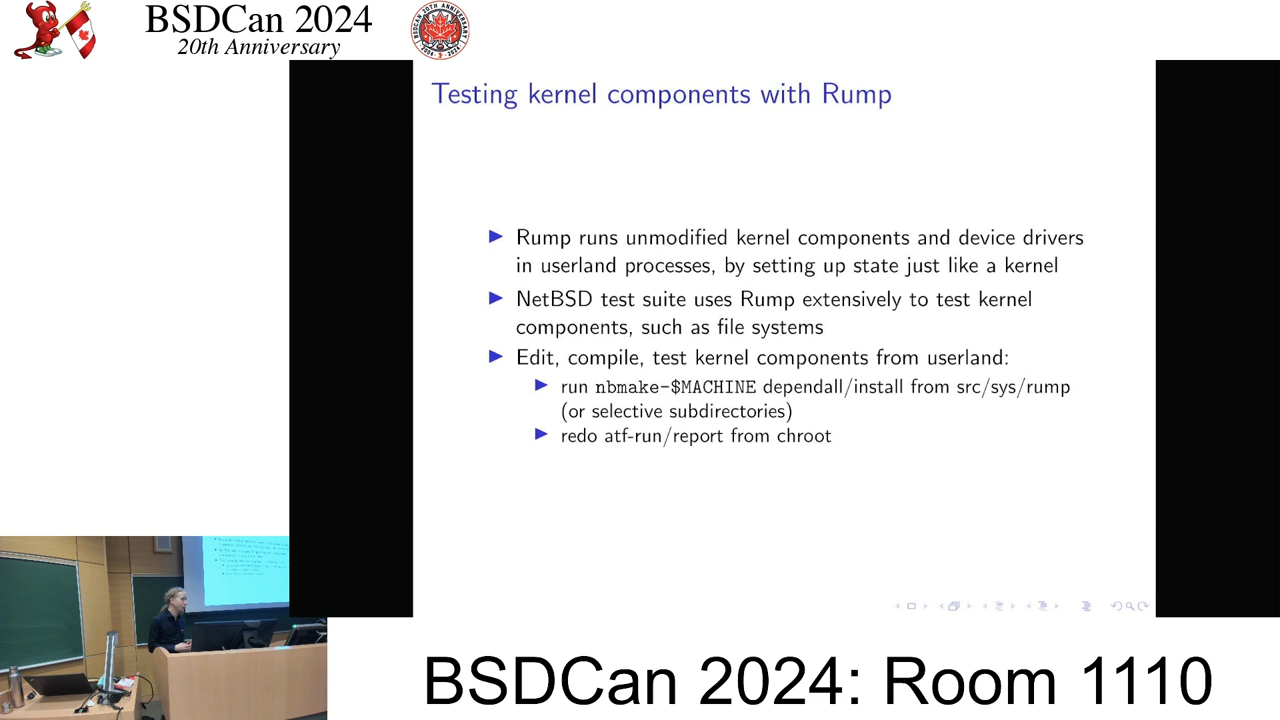 BSDCan 2024
20th Anniversary
Testing kernel components with Rump
Rump runs unmodified kernel components and device drivers
in userland processes, by setting up state just like a kernel
NetBSD test suite uses Rump extensively to test kernel
components, such as file systems
Edit, compile, test kernel components from userland:
run nbmake-$MACHINE dependall/install from src/sys/rump
(or selective subdirectories)
redo atf-run/report from chroot
BSDCan 2024: Room 1110